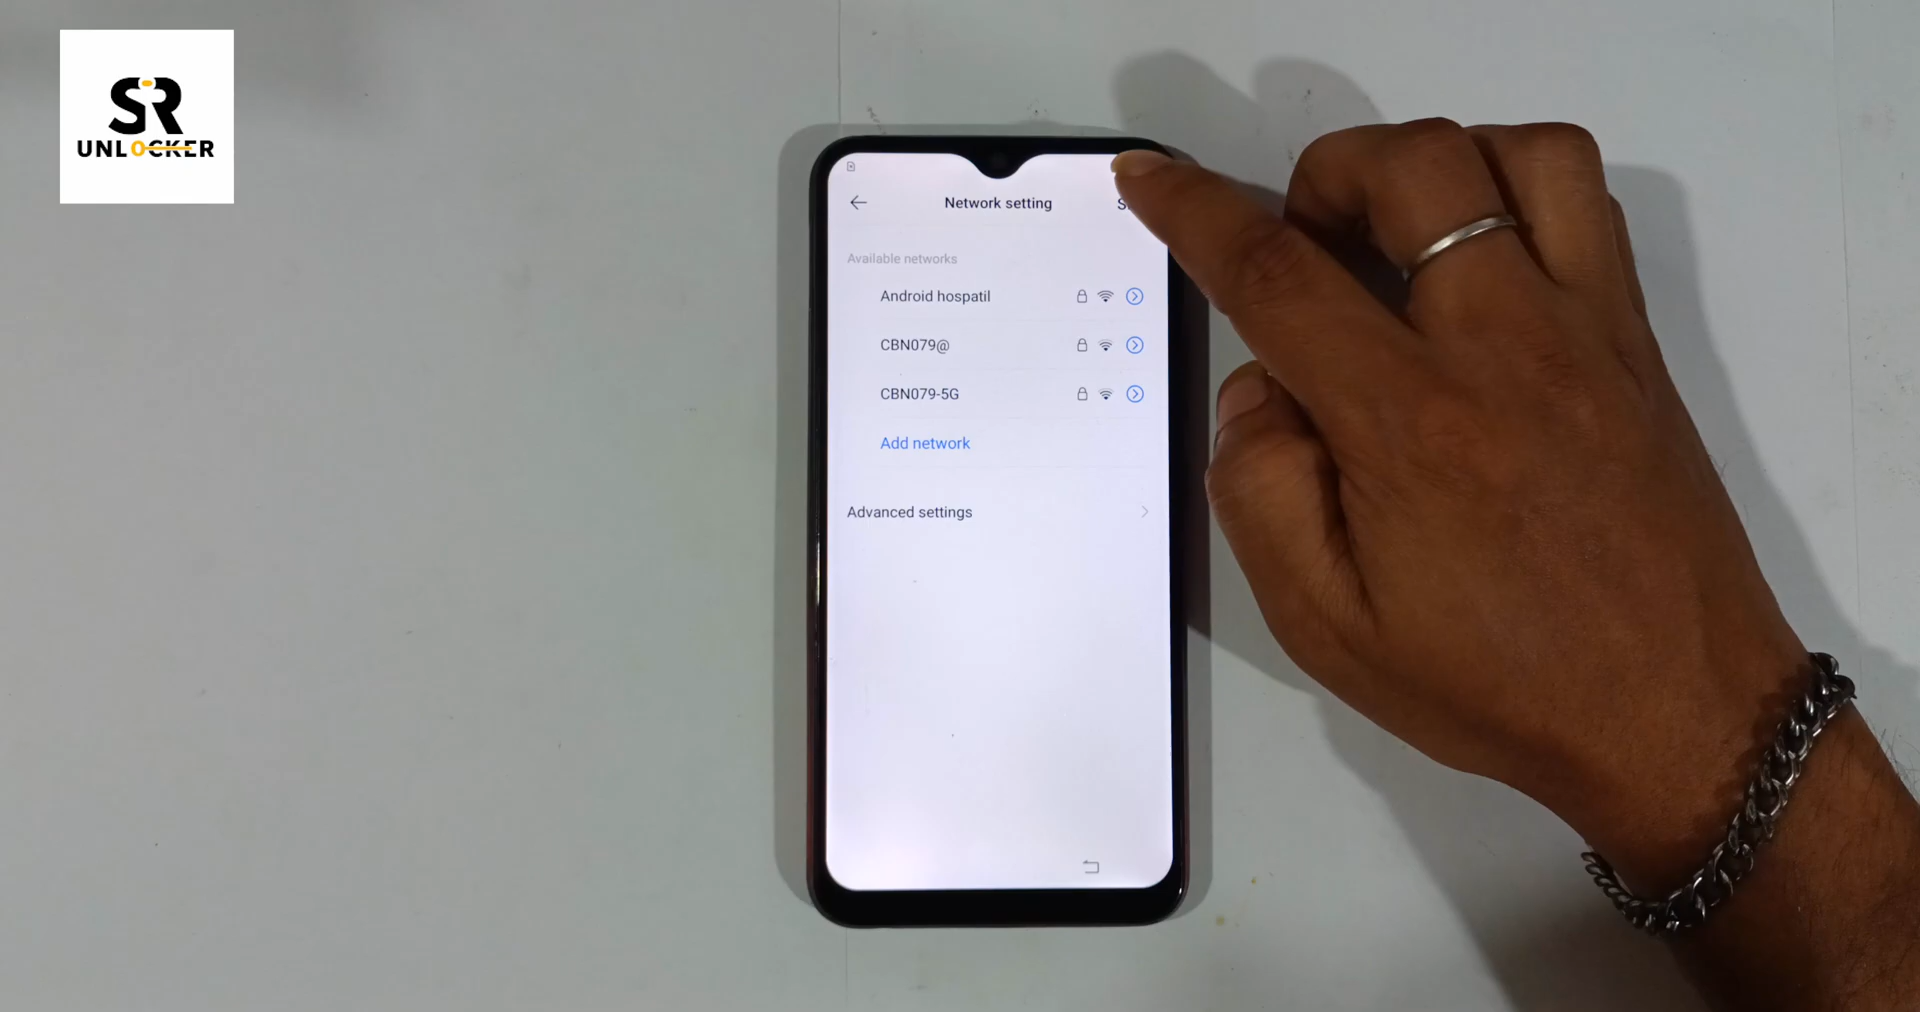 SR
UNLOCKER
Network setting
Available networks
Android hospatil
CBN079@
CBN079-5G
Add network
Advanced settings